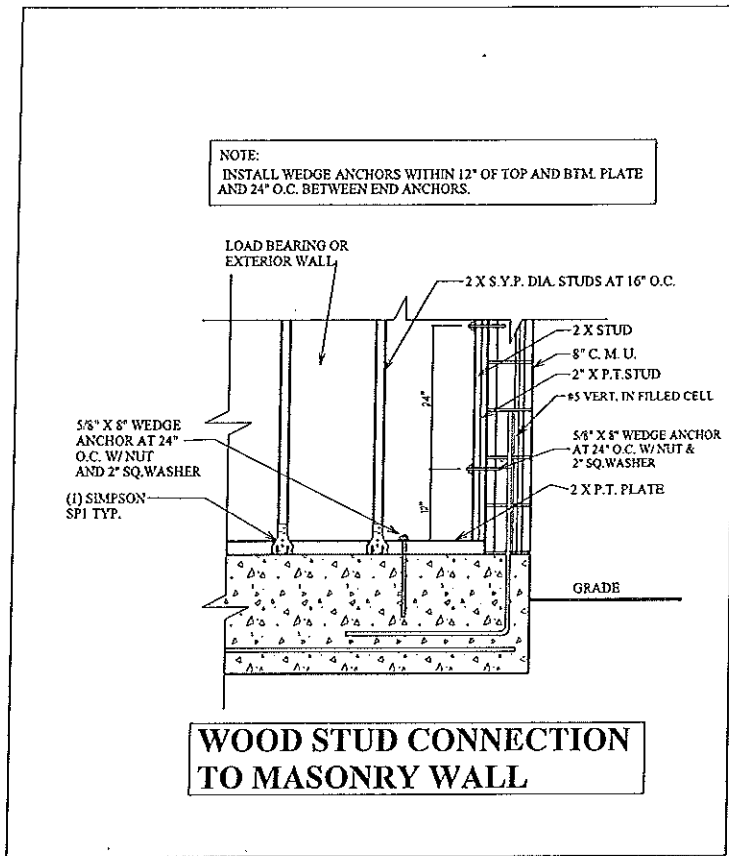 NOTE:
INSTALL WEDGE ANCHORS WITHIN 12" OF TOP AND BTM. PLATE
AND 24" O.C. BETWEEN END ANCHORS.
LOAD BEARING OR
EXTERIOR WALL
2 X S.Y.P. DIA. STUDS AT 16" O.C.
2 X STUD
8" C. M. U.
2" X P.T.STUD
#5 VERT. IN FILLED CELL
24"
5/8" X 8" WEDGE
ANCHOR AT 24"
O.C. W/ NUT
AND 2" SQ.WASHER
5/8" X 8" WEDGE ANCHOR
AT 24" O.C. W/ NUT &
2" SQ.WASHER
(1) SIMPSON
SP1 TYP.
12"
2 X P.T. PLATE
GRADE
WOOD STUD CONNECTION
TO MASONRY WALL